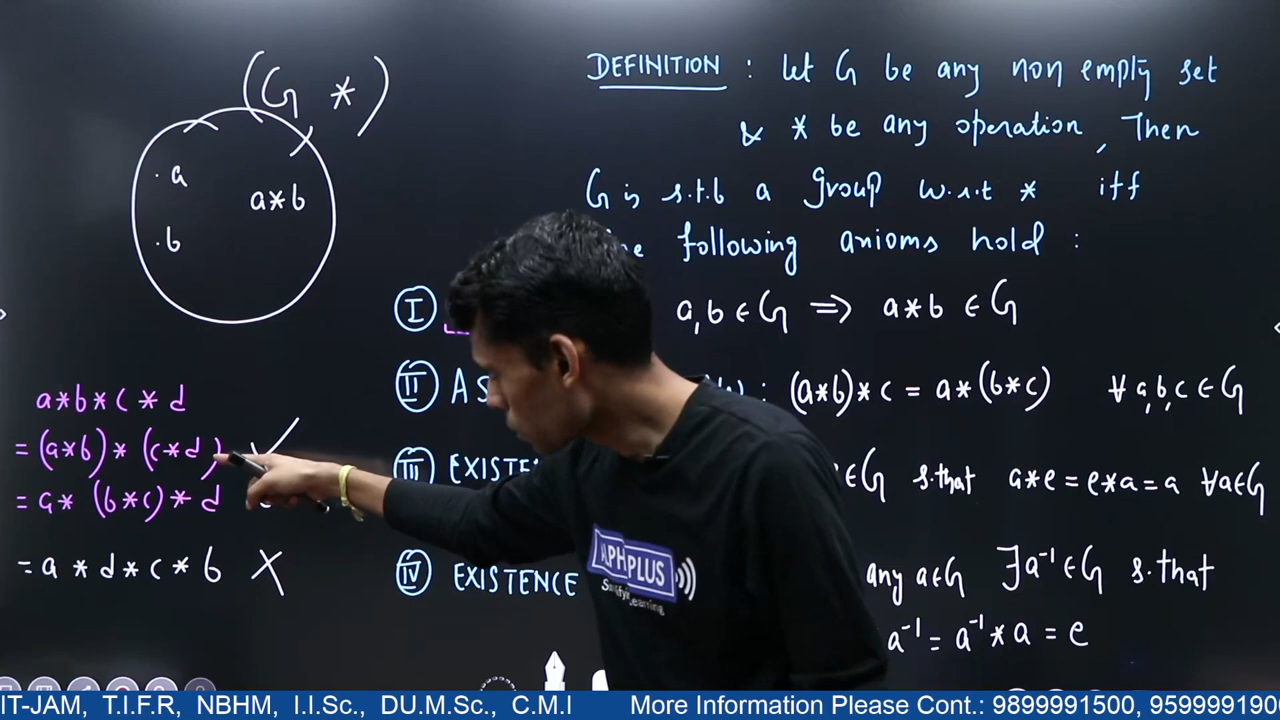 (G *)
. a
a*b
. b
a*b*c*d
= (a*b)*(c*d)
= a*(b*c)*d
= a*d*c*b ✗
DEFINITION : let G be any non empty set
& * be any operation, Then
G is s.t.b a Group w.r.t * iff
following axioms hold :
I a,b ∈ G ⇒ a*b ∈ G
II AS : (a*b)*c = a*(b*c) ∀ a,b,c ∈ G
III EXISTE ∈ G s.that a*e = e*a = a ∀a∈G
IV EXISTENCE any a∈G ∃a⁻¹∈G s.that
a⁻¹ = a⁻¹*a = e
ALPHPLUS
IT-JAM, T.I.F.R, NBHM, I.I.Sc., DU.M.Sc., C.M.I More Information Please Cont.: 9899991500, 9599991900